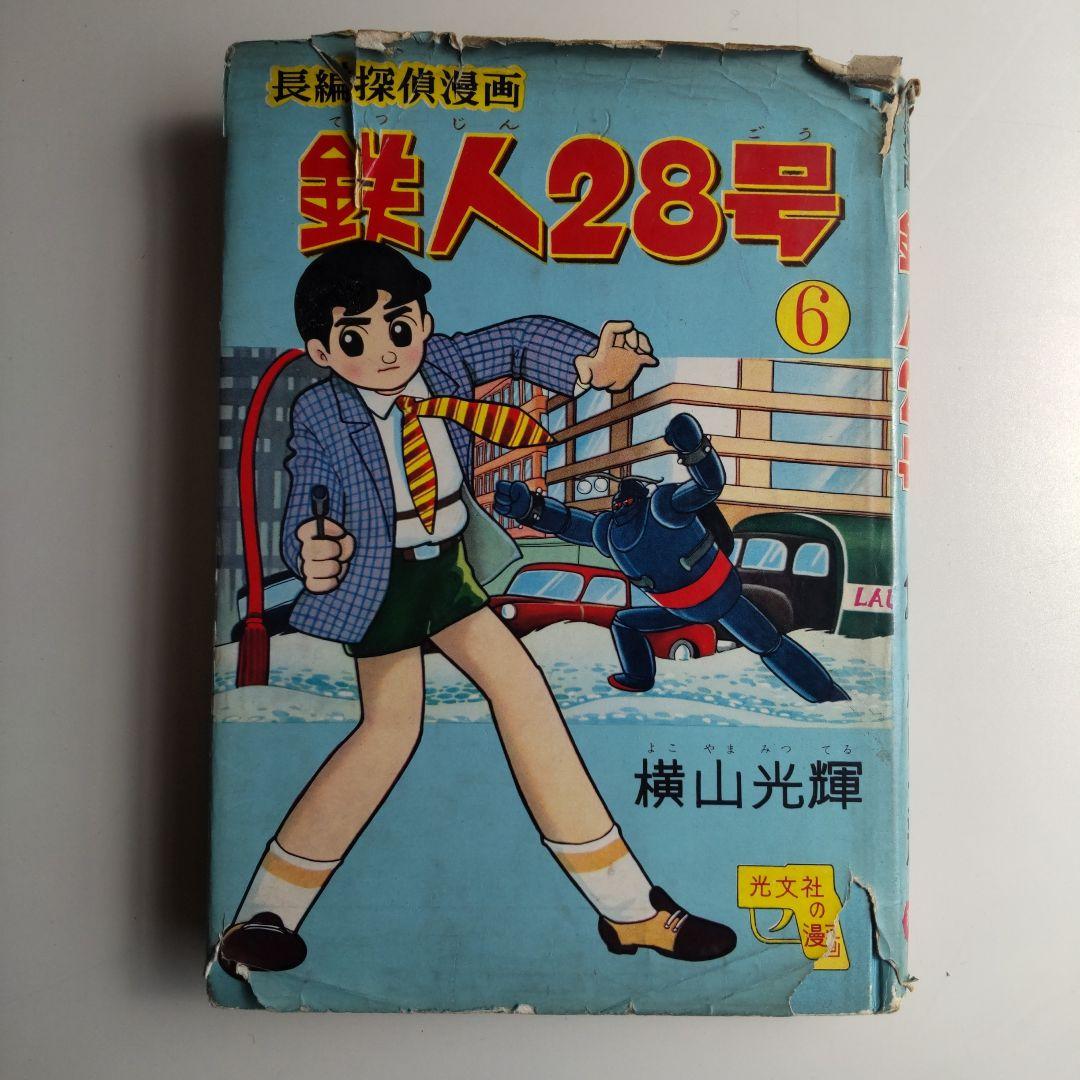 長編探偵漫画
てつじん ごう
鉄人28号
6
LAU
よこ やま みつ てる
横山光輝
光文社
の
漫
画